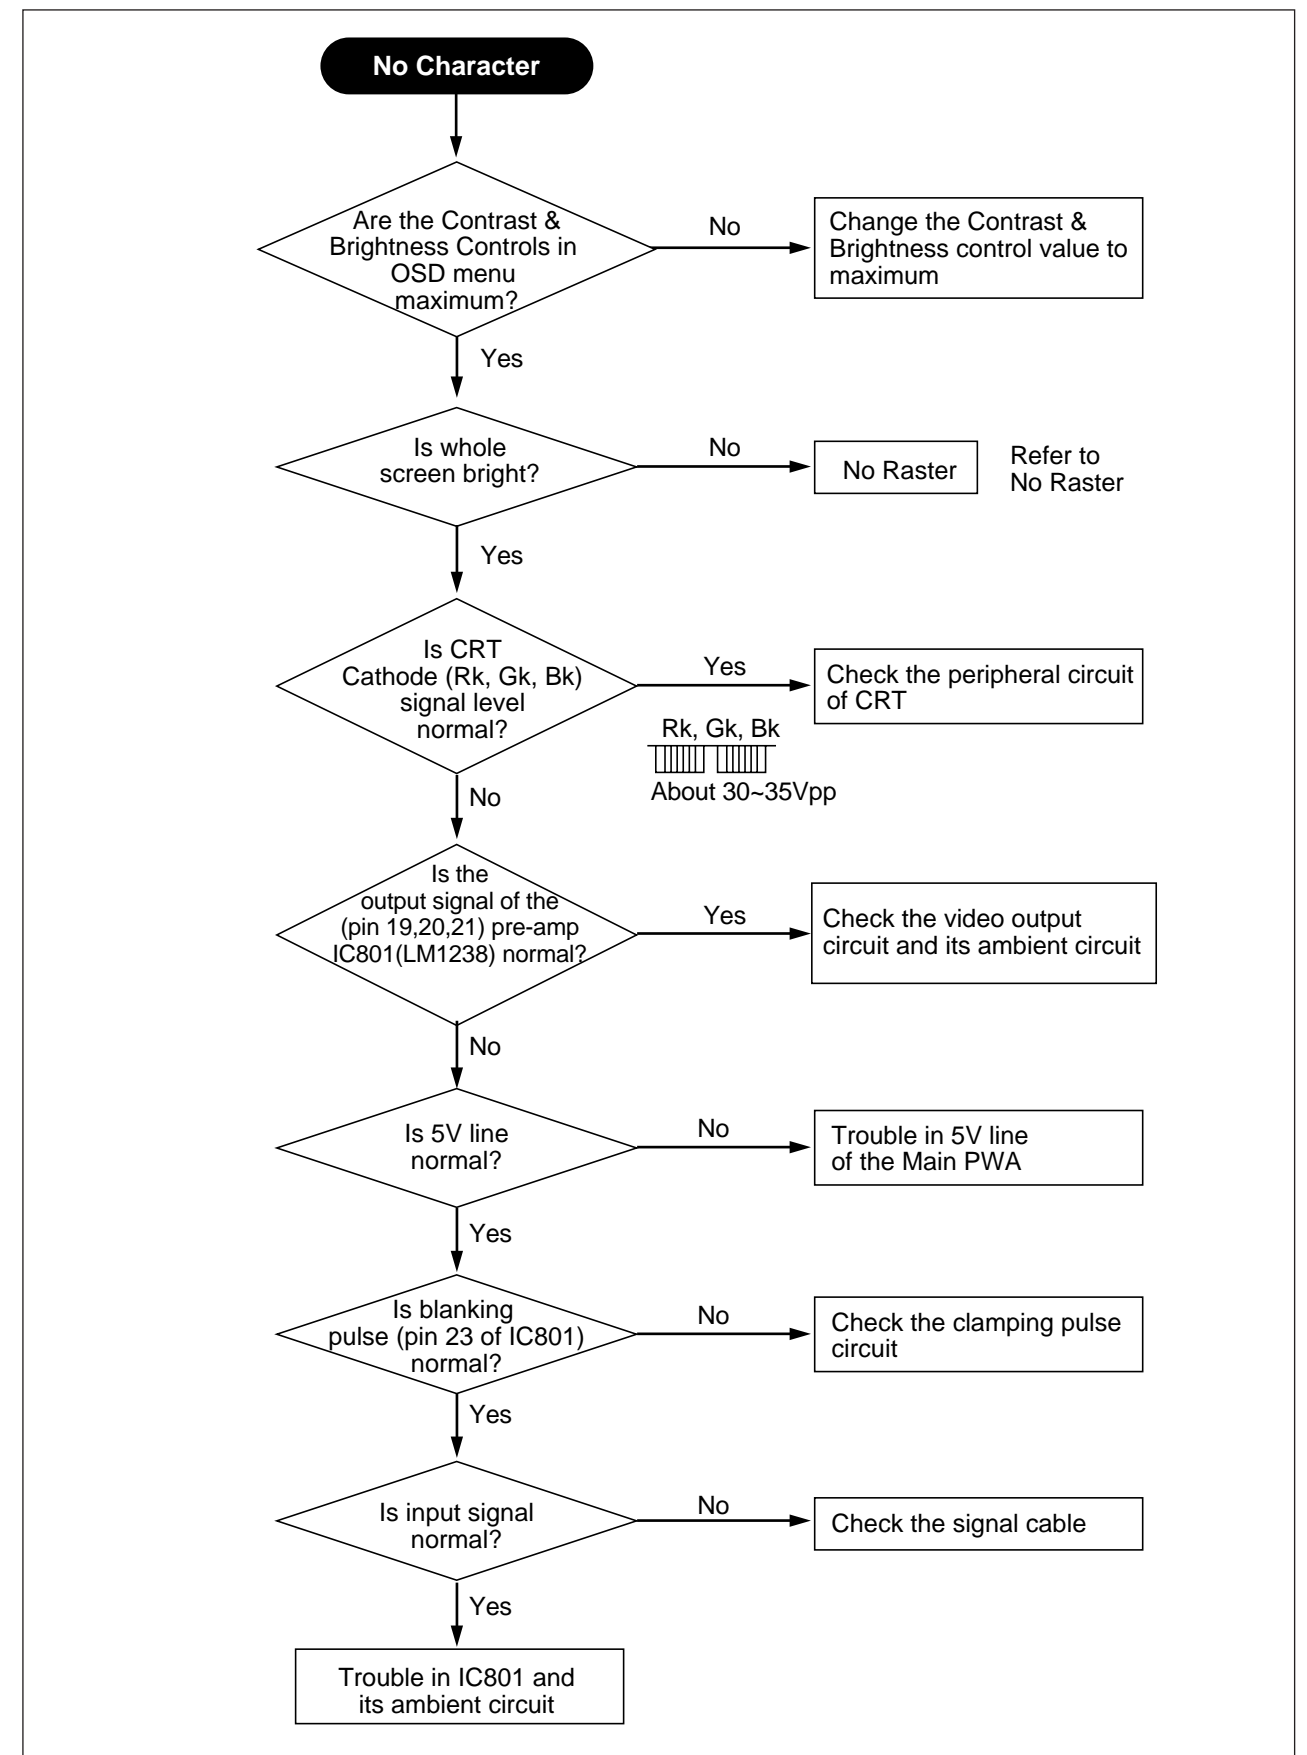 No Character
Are the Contrast &
Brightness Controls in
OSD menu
maximum?
No
Change the Contrast &
Brightness control value to
maximum
Yes
Is whole
screen bright?
No
No Raster
Refer to
No Raster
Yes
Is CRT
Cathode (Rk, Gk, Bk)
signal level
normal?
Yes
Check the peripheral circuit
of CRT
Rk, Gk, Bk
About 30~35Vpp
No
Is the
output signal of the
(pin 19,20,21) pre-amp
IC801(LM1238) normal?
Yes
Check the video output
circuit and its ambient circuit
No
Is 5V line
normal?
No
Trouble in 5V line
of the Main PWA
Yes
Is blanking
pulse (pin 23 of IC801)
normal?
No
Check the clamping pulse
circuit
Yes
Is input signal
normal?
No
Check the signal cable
Yes
Trouble in IC801 and
its ambient circuit